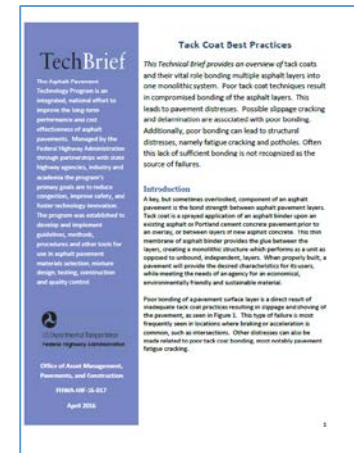 TechBrief
The Asphalt Pavement
Technology Program is an
integrated, national effort to
improve the long-term
performance and cost
effectiveness of asphalt
pavements. Managed by the
Federal Highway Administration
through partnerships with state
highway agencies, industry and
academia the program's
primary goals are to reduce
congestion, improve safety, and
foster technology innovation.
The program was established to
develop and implement
guidelines, methods,
procedures and other tools for
use in asphalt pavement
materials selection, mixture
design, testing, construction
and quality control.
U.S. Department of Transportation
Federal Highway Administration
Office of Asset Management,
Pavements, and Construction
FHWA-HIF-16-017
April 2016
Tack Coat Best Practices
This Technical Brief provides an overview of tack coats
and their vital role bonding multiple asphalt layers into
one monolithic system. Poor tack coat techniques result
in compromised bonding of the asphalt layers. This
leads to pavement distresses. Possible slippage cracking
and delamination are associated with poor bonding.
Additionally, poor bonding can lead to structural
distresses, namely fatigue cracking and potholes. Often
this lack of sufficient bonding is not recognized as the
source of failures.
Introduction
A key, but sometimes overlooked, component of an asphalt
pavement is the bond strength between asphalt pavement layers.
Tack coat is a sprayed application of an asphalt binder upon an
existing asphalt or Portland cement concrete pavement prior to
an overlay, or between layers of new asphalt concrete. This thin
membrane of asphalt binder provides the glue between the
layers, creating a monolithic structure which performs as a unit as
opposed to unbound, independent, layers. When properly built, a
pavement will provide the desired characteristics for its users,
while meeting the needs of an agency for an economical,
environmentally friendly and sustainable material.
Poor bonding of a pavement surface layer is a direct result of
inadequate tack coat practices resulting in slipping and shoving of
the pavement, as seen in Figure 1. This type of failure is most
frequently seen in locations where braking or acceleration is
common, such as intersections. Other distresses can also be
made related to poor tack coat bonding, most notably pavement
fatigue cracking.
1